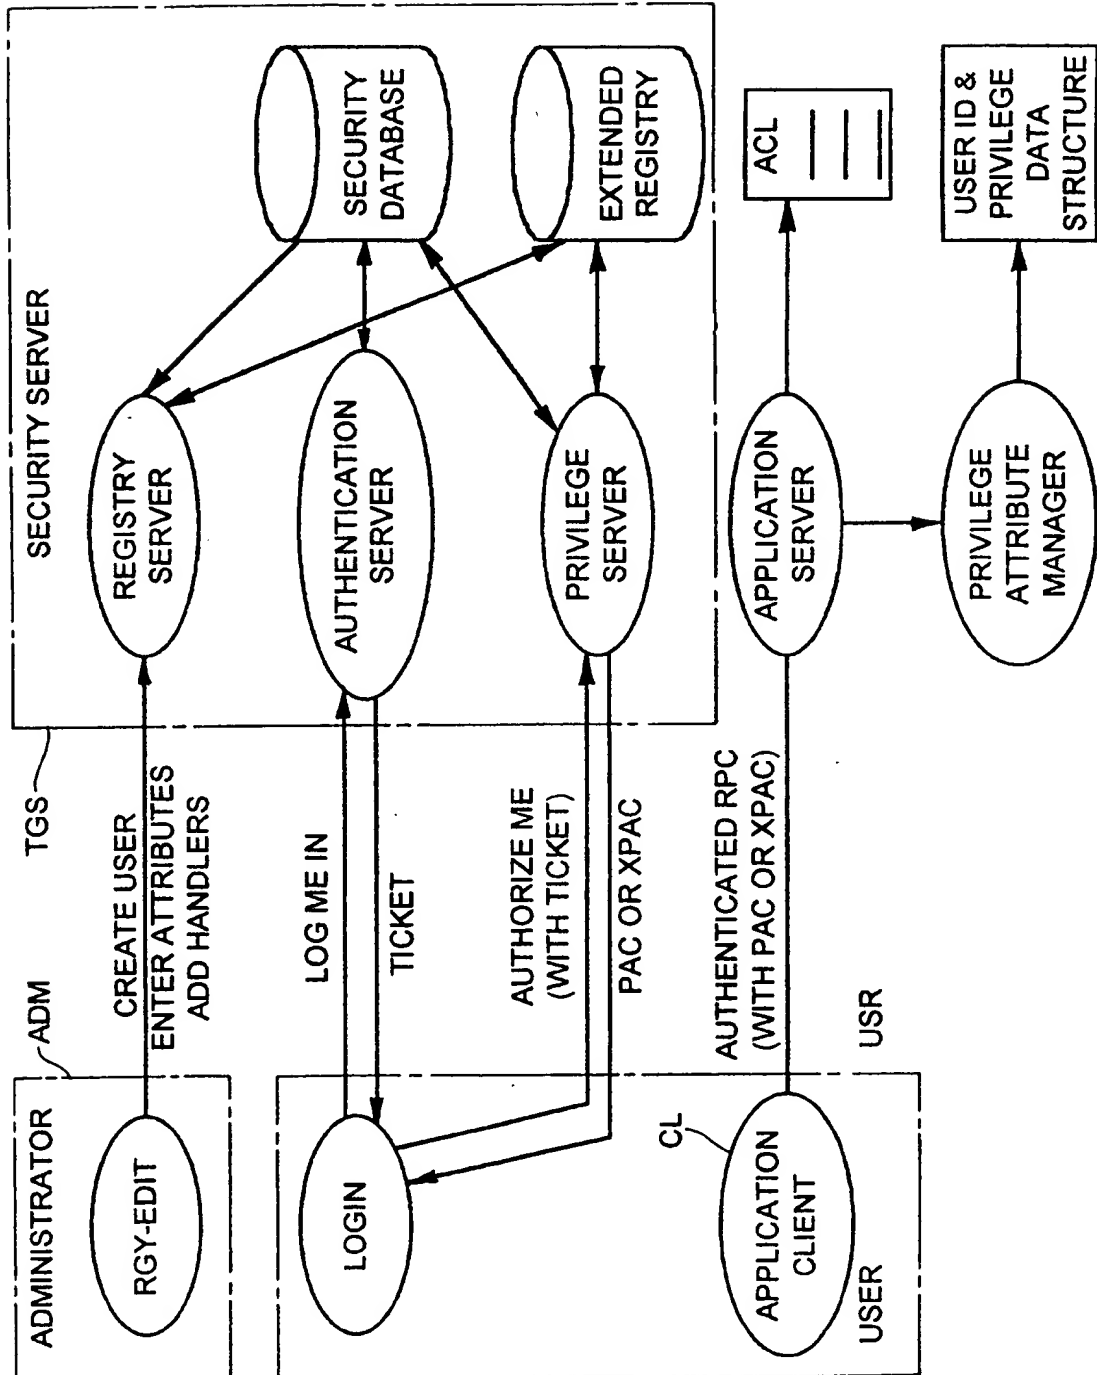 ADMINISTRATOR
ADM
RGY-EDIT
CREATE USER
ENTER ATTRIBUTES
ADD HANDLERS
TGS
SECURITY SERVER
REGISTRY
SERVER
LOGIN
LOG ME IN
TICKET
AUTHENTICATION
SERVER
SECURITY
DATABASE
AUTHORIZE ME
(WITH TICKET)
PAC OR XPAC
PRIVILEGE
SERVER
EXTENDED
REGISTRY
CL
APPLICATION
CLIENT
USER
USR
AUTHENTICATED RPC
(WITH PAC OR XPAC)
APPLICATION
SERVER
ACL
PRIVILEGE
ATTRIBUTE
MANAGER
USER ID &
PRIVILEGE
DATA
STRUCTURE